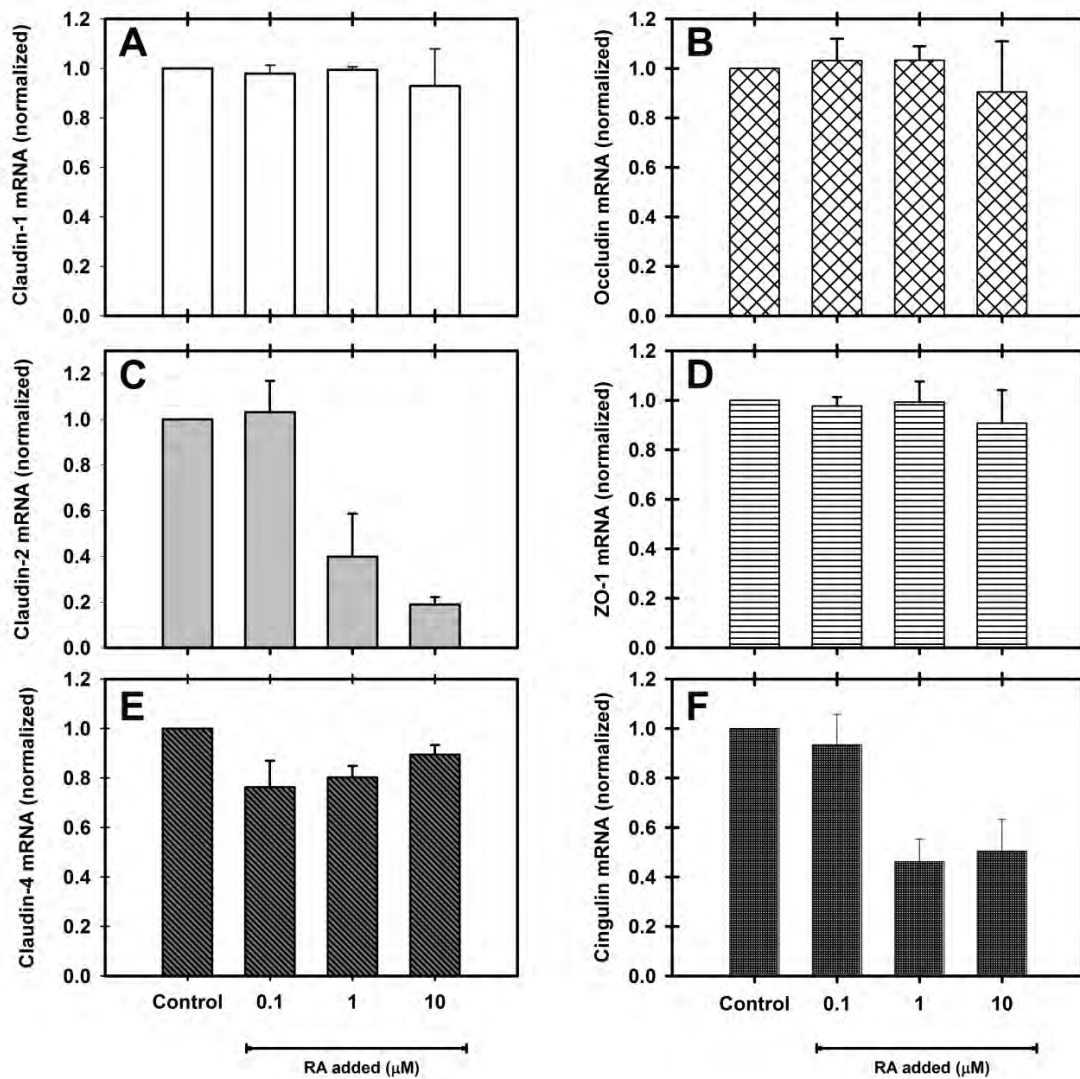 A
Claudin-1 mRNA (normalized)
1.2
1.0
0.8
0.6
0.4
0.2
0.0
B
Occludin mRNA (normalized)
1.2
1.0
0.8
0.6
0.4
0.2
0.0
C
Claudin-2 mRNA (normalized)
1.2
1.0
0.8
0.6
0.4
0.2
0.0
D
ZO-1 mRNA (normalized)
1.2
1.0
0.8
0.6
0.4
0.2
0.0
E
Claudin-4 mRNA (normalized)
1.2
1.0
0.8
0.6
0.4
0.2
0.0
Control 0.1 1 10
RA added (μM)
F
Cingulin mRNA (normalized)
1.2
1.0
0.8
0.6
0.4
0.2
0.0
Control 0.1 1 10
RA added (μM)